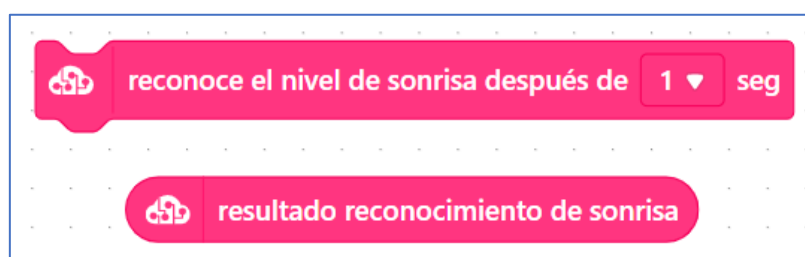 reconoce el nivel de sonrisa después de 1 seg
resultado reconocimiento de sonrisa